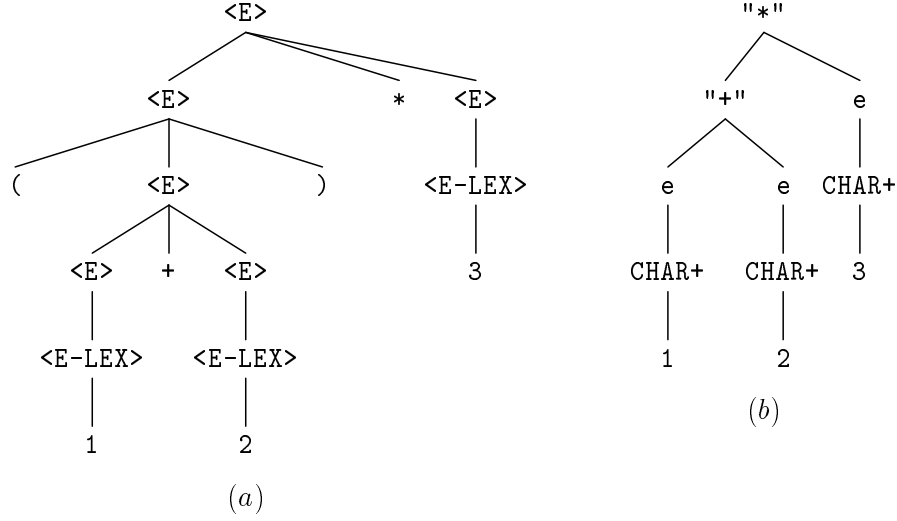 <E> "*"
<E> * <E> "+" e
( <E> ) <E-LEX> e e CHAR+
<E> + <E> 3 CHAR+ CHAR+ 3
<E-LEX> <E-LEX> 1 2
1 2
(a) (b)